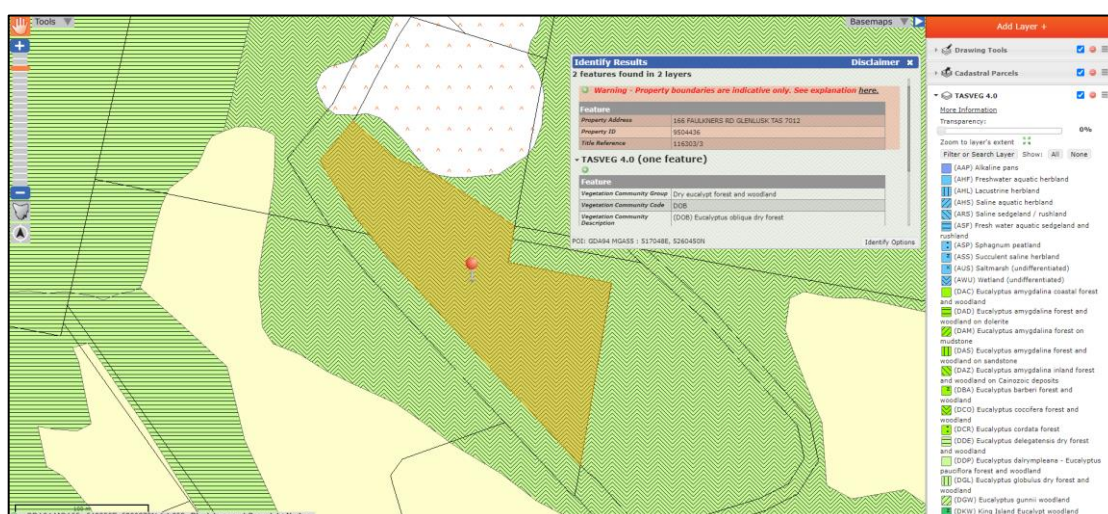 Tools
Basemaps
Identify Results
Disclaimer
2 features found in 2 layers
Warning - Property boundaries are indicative only. See explanation here.
Feature
Property Address 166 FAULKNERS RD GLENLUSK TAS 7012
Property ID 9504436
Title Reference 116303/3
TASVEG 4.0 (one feature)
Feature
Vegetation Community Group Dry eucalypt forest and woodland
Vegetation Community Code DOB
Vegetation Community Description (DOB) Eucalyptus obliqua dry forest
POI: GDA94 MGA55 : 517048E, 5260450N
Identify Options
Add Layer +
Drawing Tools
Cadastral Parcels
TASVEG 4.0
More Information
Transparency:
0%
Zoom to layer's extent
Filter or Search Layer Show: All None
(AAP) Alkaline pans
(AHF) Freshwater aquatic herbland
(AHL) Lacustrine herbland
(AHS) Saline aquatic herbland
(ARS) Saline sedgeland / rushland
(ASF) Fresh water aquatic sedgeland and
rushland
(ASP) Sphagnum peatland
(ASS) Succulent saline herbland
(AUS) Saltmarsh (undifferentiated)
(AWU) Wetland (undifferentiated)
(DAC) Eucalyptus amygdalina coastal forest
and woodland
(DAD) Eucalyptus amygdalina forest and
woodland on dolerite
(DAM) Eucalyptus amygdalina forest on
mudstone
(DAS) Eucalyptus amygdalina forest and
woodland on sandstone
(DAZ) Eucalyptus amygdalina inland forest
and woodland on Cainozoic deposits
(DBA) Eucalyptus barberi forest and
woodland
(DCO) Eucalyptus coccifera forest and
woodland
(DCR) Eucalyptus cordata forest
(DDE) Eucalyptus delegatensis dry forest
and woodland
(DDP) Eucalyptus dalrympleana - Eucalyptus
pauciflora forest and woodland
(DGL) Eucalyptus globulus dry forest and
woodland
(DGW) Eucalyptus gunnii woodland
(DKW) King Island Eucalypt woodland